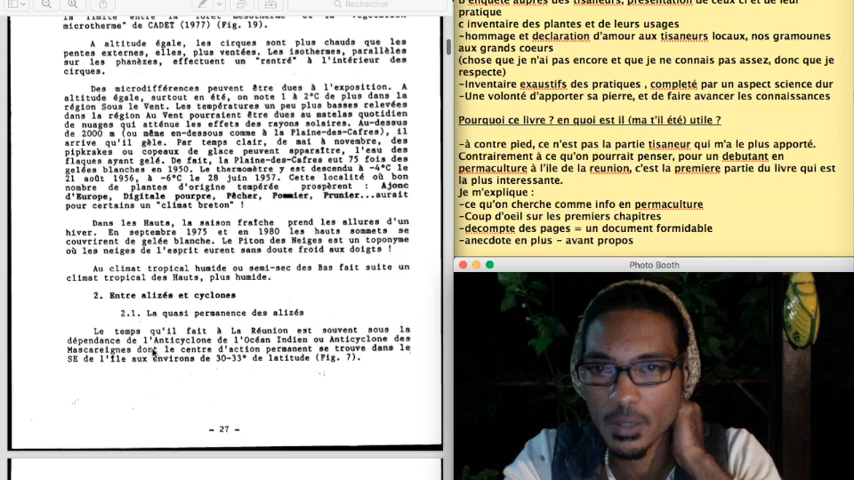 Rechercher
la limite entre la forêt mésotherme et la végétation
microtherme" de CADET (1977) (Fig. 19).
A altitude égale, les cirques sont plus chauds que les
pentes externes, elles, plus ventées. Les isothermes, parallèles
sur les phanèzes, effectuent un "rentré" à l'intérieur des
cirques.
Des microdifférences peuvent être dues à l'exposition. A
altitude égale, surtout en été, on note 1 à 2°C de plus dans la
région Sous le Vent. Les températures un peu plus basses relevées
dans la région Au Vent pourraient être dues au matelas quotidien
de nuages qui atténue les effets des rayons solaires. Au-dessus
de 2000 m (ou même en-dessous comme à la Plaine-des-Cafres), il
arrive qu'il gèle. Par temps clair, de mai à novembre, des
pipkrakes ou copeaux de glace peuvent apparaître, l'eau des
flaques ayant gelé. De fait, la Plaine-des-Cafres eut 75 fois des
gelées blanches en 1950. Le thermomètre y est descendu à -4°C le
21 août 1956, à -6°C le 28 juin 1957. Cette localité où bon
nombre de plantes d'origine tempérée prospèrent : Ajonc
d'Europe, Digitale pourpre, Pêcher, Pommier, Prunier...aurait
pour certains un "climat breton" !
Dans les Hauts, la saison fraîche prend les allures d'un
hiver. En septembre 1975 et en 1980 les hauts sommets se
couvrirent de gelée blanche. Le Piton des Neiges est un toponyme
où les neiges de l'esprit eurent sans doute froid aux doigts !
Au climat tropical humide ou semi-sec des Bas fait suite un
climat tropical des Hauts, plus humide.
2. Entre alizés et cyclones
2.1. La quasi permanence des alizés
Le temps qu'il fait à La Réunion est souvent sous la
dépendance de l'Anticyclone de l'Océan Indien ou Anticyclone des
Mascareignes dont le centre d'action permanent se trouve dans le
SE de l'île aux environs de 30-33° de latitude (Fig. 7).
- 27 -
b enquête auprès des tisaneurs, présentation de ceux ci et de leur
pratique
c inventaire des plantes et de leurs usages
-hommage et declaration d'amour aux tisaneurs locaux, nos gramounes
aux grands coeurs
(chose que je n'ai pas encore et que je ne connais pas assez, donc que je
respecte)
-Inventaire exaustifs des pratiques , completé par un aspect science dur
-Une volonté d'apporter sa pierre, et de faire avancer les connaissances
Pourquoi ce livre ? en quoi est il (ma t'il été) utile ?
-à contre pied, ce n'est pas la partie tisaneur qui m'a le plus apporté.
Contrairement à ce qu'on pourrait penser, pour un debutant en
permaculture à l'île de la reunion, c'est la premiere partie du livre qui est
la plus interessante.
Je m'explique :
-ce qu'on cherche comme info en permaculture
-Coup d'oeil sur les premiers chapitres
-decompte des pages = un document formidable
-anecdote en plus - avant propos
Photo Booth